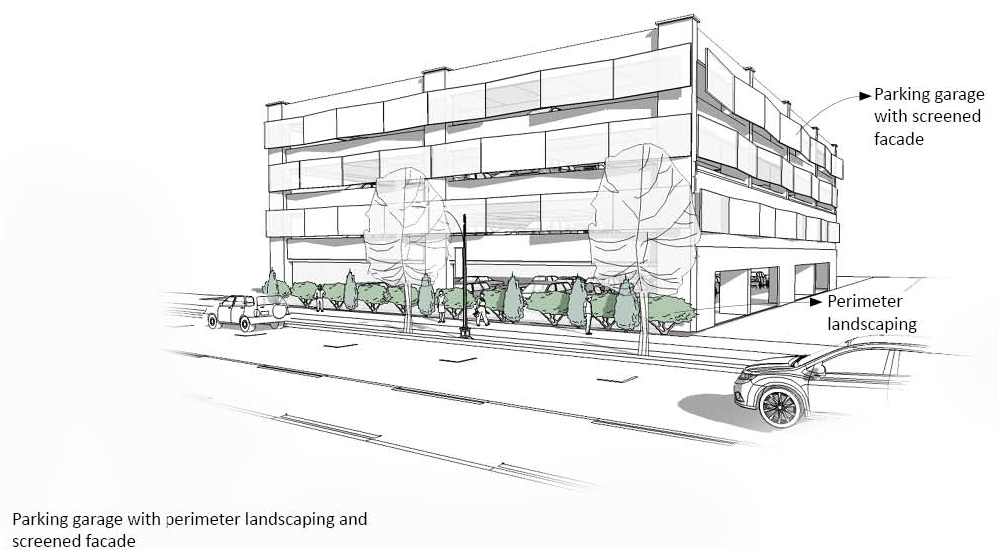 Parking garage
with screened
facade
Perimeter
landscaping
Parking garage with perimeter landscaping and
screened facade